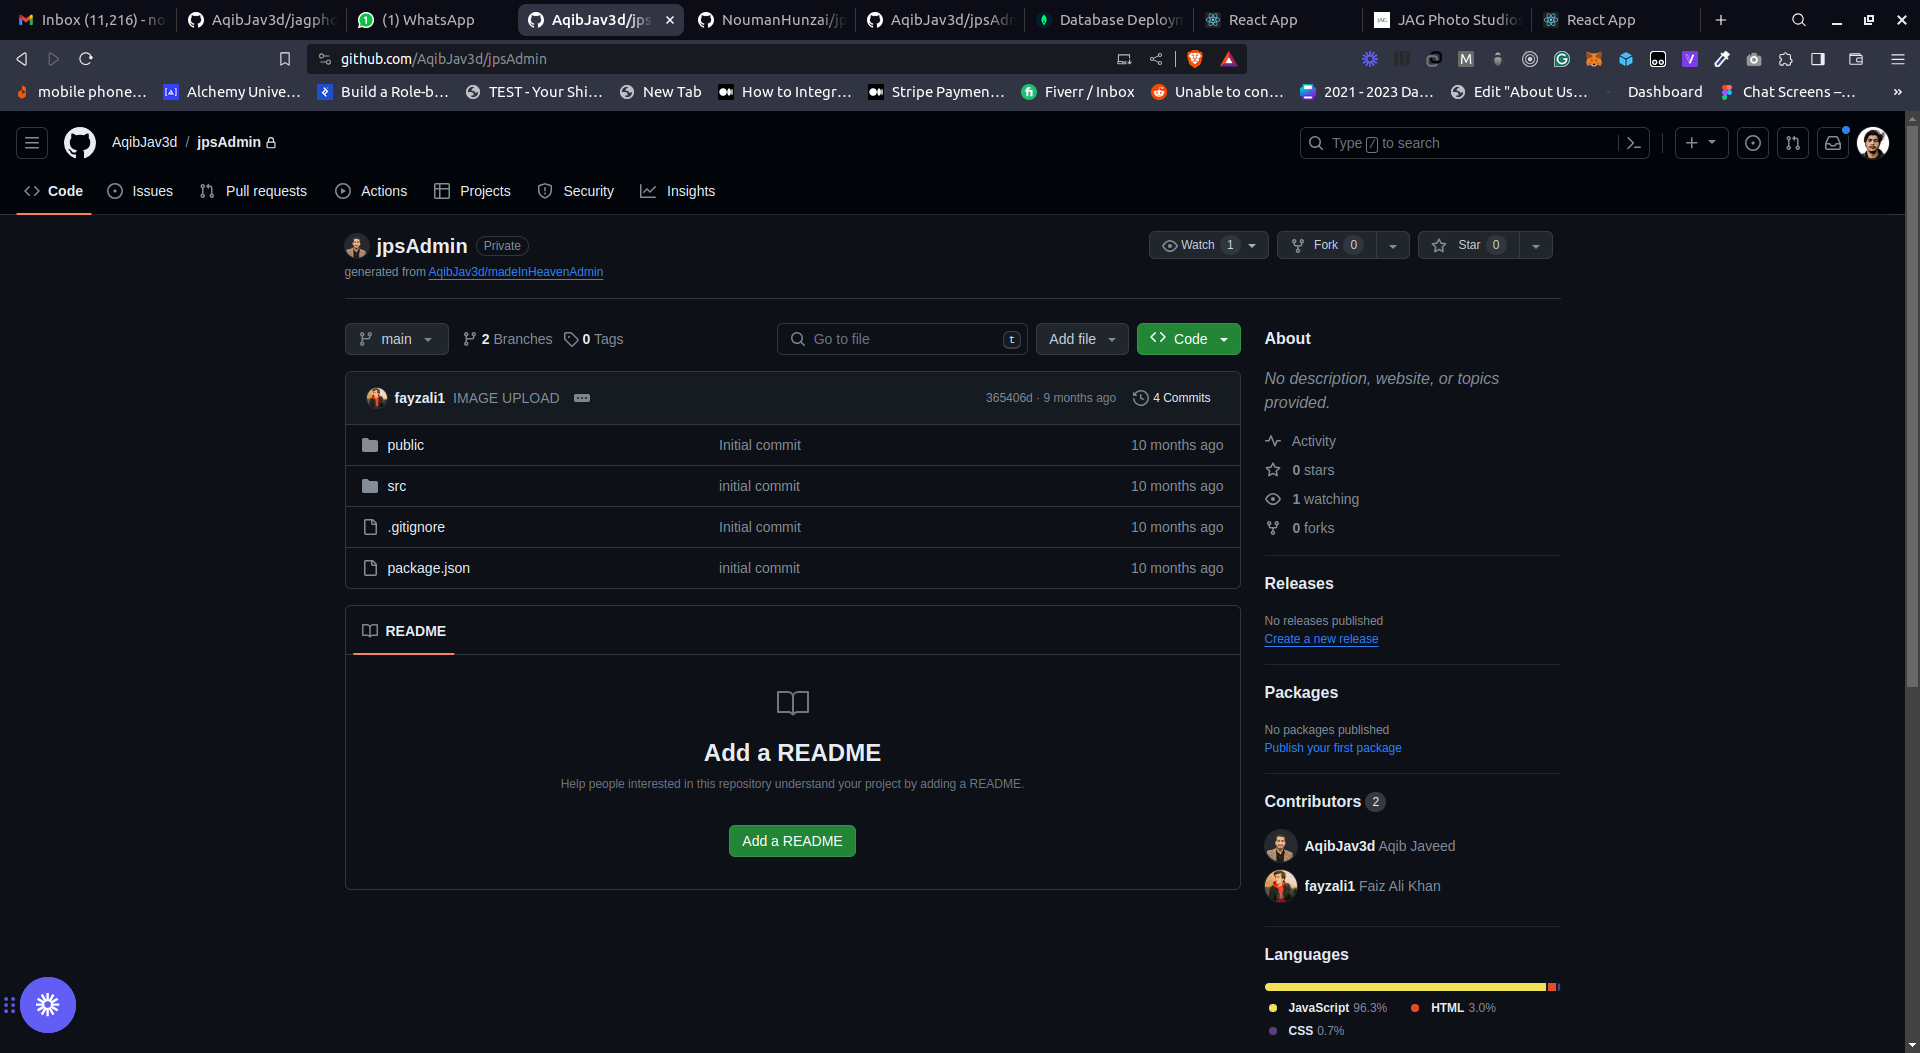 Inbox (11,216) - no
AqibJav3d/jagpho
(1) WhatsApp
AqibJav3d/jps
NoumanHunzai/jp
AqibJav3d/jpsAdm
Database Deploym
React App
JAG Photo Studios
React App
github.com/AqibJav3d/jpsAdmin
mobile phone...
Alchemy Unive...
Build a Role-b...
TEST - Your Shi...
New Tab
How to Integr...
Stripe Paymen...
Fiverr / Inbox
Unable to con...
2021 - 2023 Da...
Edit "About Us...
Dashboard
Chat Screens –...
»
AqibJav3d / jpsAdmin
Type / to search
Code
Issues
Pull requests
Actions
Projects
Security
Insights
jpsAdmin Private
Watch 1
Fork 0
Star 0
generated from AqibJav3d/madeInHeavenAdmin
main
2 Branches
0 Tags
Go to file t
Add file
Code
fayzali1 IMAGE UPLOAD
365406d · 9 months ago
4 Commits
public Initial commit 10 months ago
src initial commit 10 months ago
.gitignore Initial commit 10 months ago
package.json initial commit 10 months ago
README
Add a README
Help people interested in this repository understand your project by adding a README.
Add a README
About
No description, website, or topics
provided.
Activity
0 stars
1 watching
0 forks
Releases
No releases published
Create a new release
Packages
No packages published
Publish your first package
Contributors 2
AqibJav3d Aqib Javeed
fayzali1 Faiz Ali Khan
Languages
JavaScript 96.3%
HTML 3.0%
CSS 0.7%